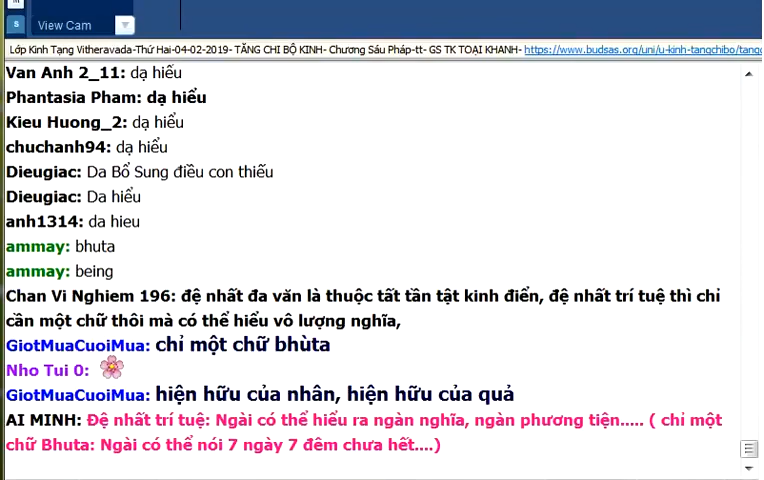 View Cam
Lớp Kinh Tạng Vitheravada-Thứ Hai-04-02-2019- TĂNG CHI BỘ KINH- Chương Sáu Pháp-tt- GS TK TOẠI KHANH- https://www.budsas.org/uni/u-kinh-tangchibo/tang
Van Anh 2_11: dạ hiểu
Phantasia Pham: dạ hiểu
Kieu Huong_2: dạ hiểu
chuchanh94: dạ hiểu
Dieugiac: Da Bổ Sung điều con thiếu
Dieugiac: Da hiểu
anh1314: da hieu
ammay: bhuta
ammay: being
Chan Vi Nghiem 196: đệ nhất đa văn là thuộc tất tần tật kinh điển, đệ nhất trí tuệ thì chỉ
cần một chữ thôi mà có thể hiểu vô lượng nghĩa,
GiotMuaCuoiMua: chỉ một chữ bhùta
Nho Tui 0:
GiotMuaCuoiMua: hiện hữu của nhân, hiện hữu của quả
AI MINH: Đệ nhất trí tuệ: Ngài có thể hiểu ra ngàn nghĩa, ngàn phương tiện..... ( chỉ một
chữ Bhuta: Ngài có thể nói 7 ngày 7 đêm chưa hết....)